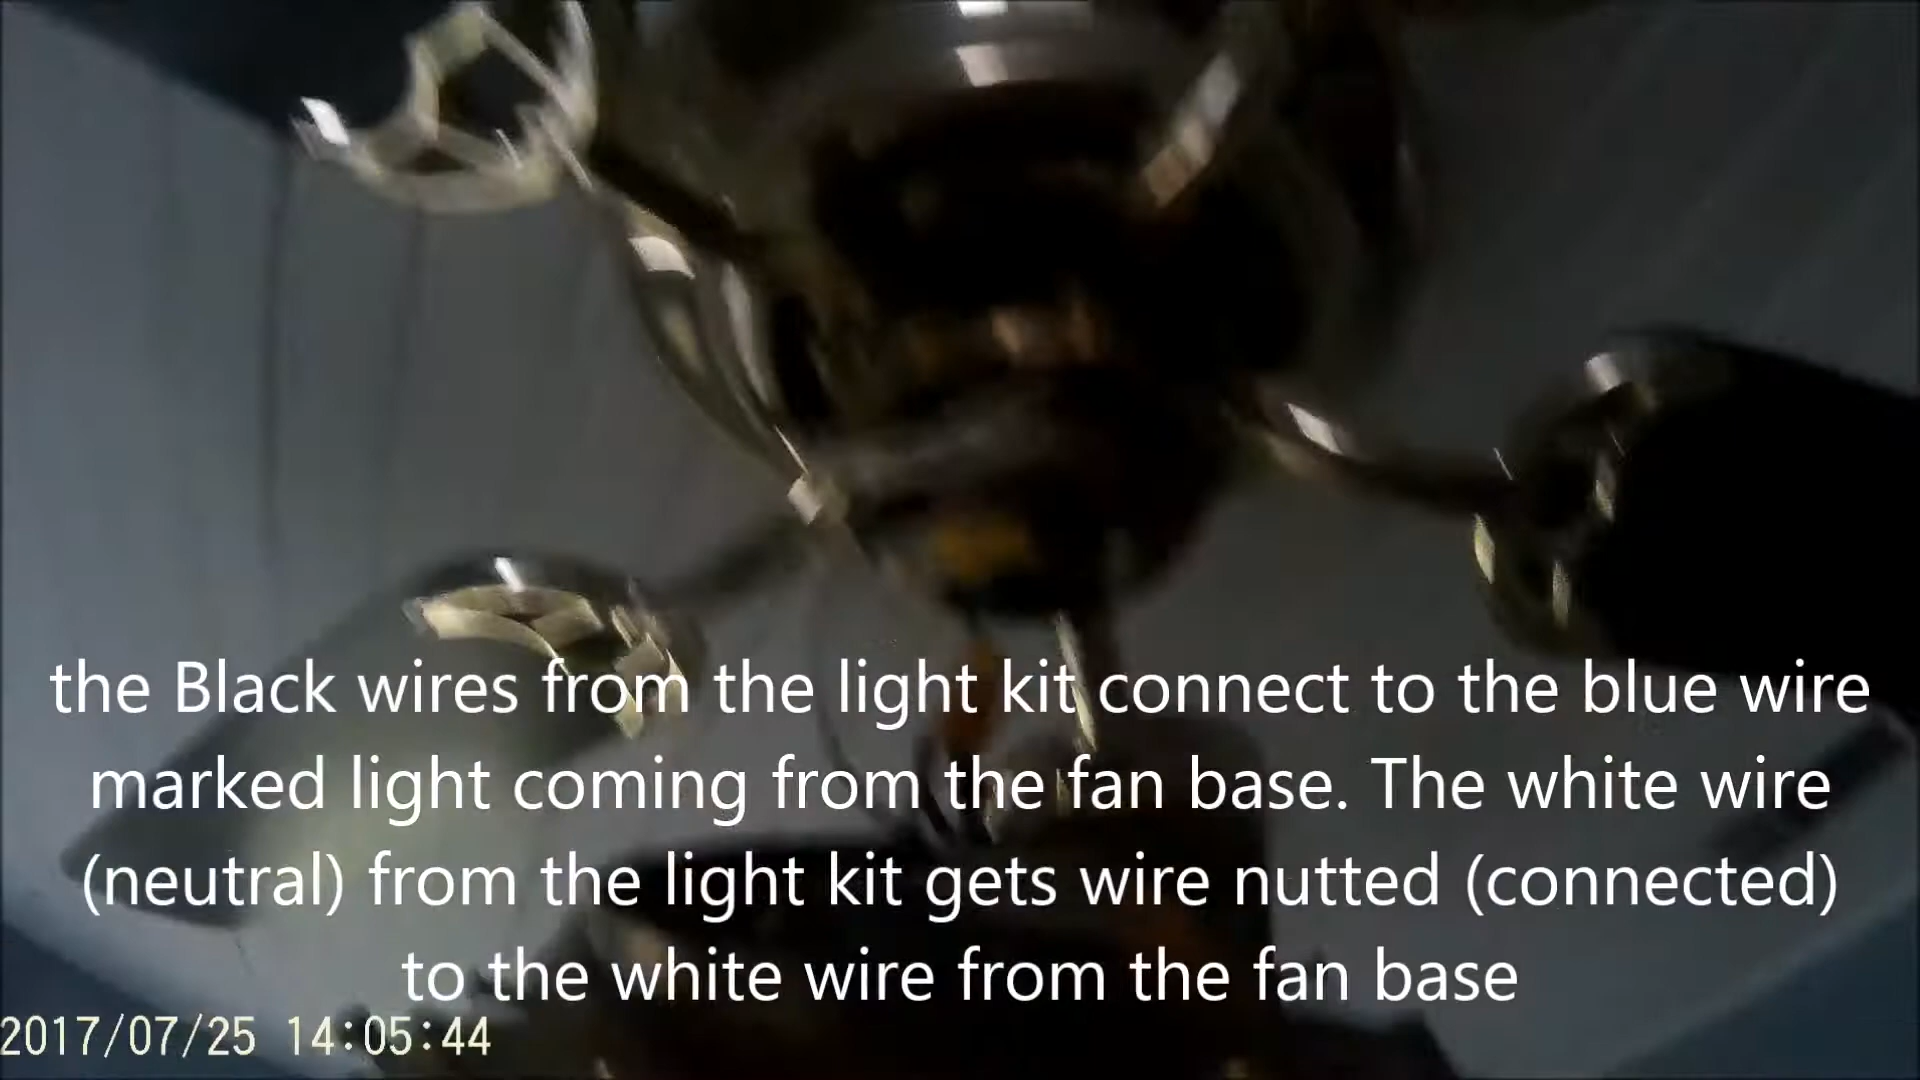 the Black wires from the light kit connect to the blue wire
marked light coming from the fan base. The white wire
(neutral) from the light kit gets wire nutted (connected)
to the white wire from the fan base
2017/07/25 14:05:44